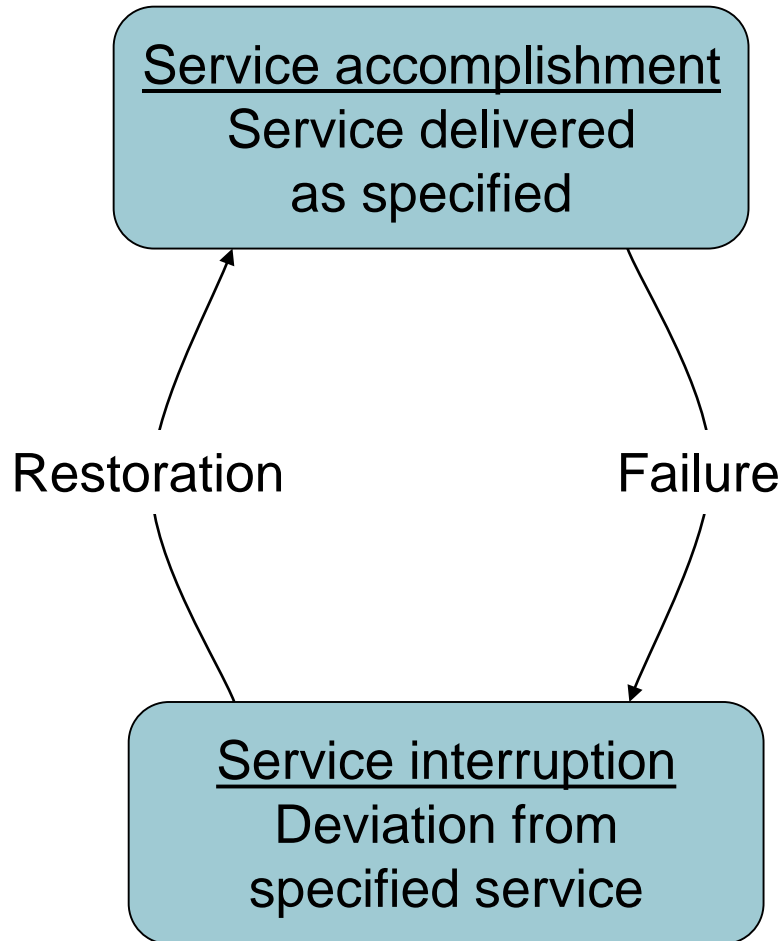 Service accomplishment
Service delivered
as specified
Restoration
Failure
Service interruption
Deviation from
specified service